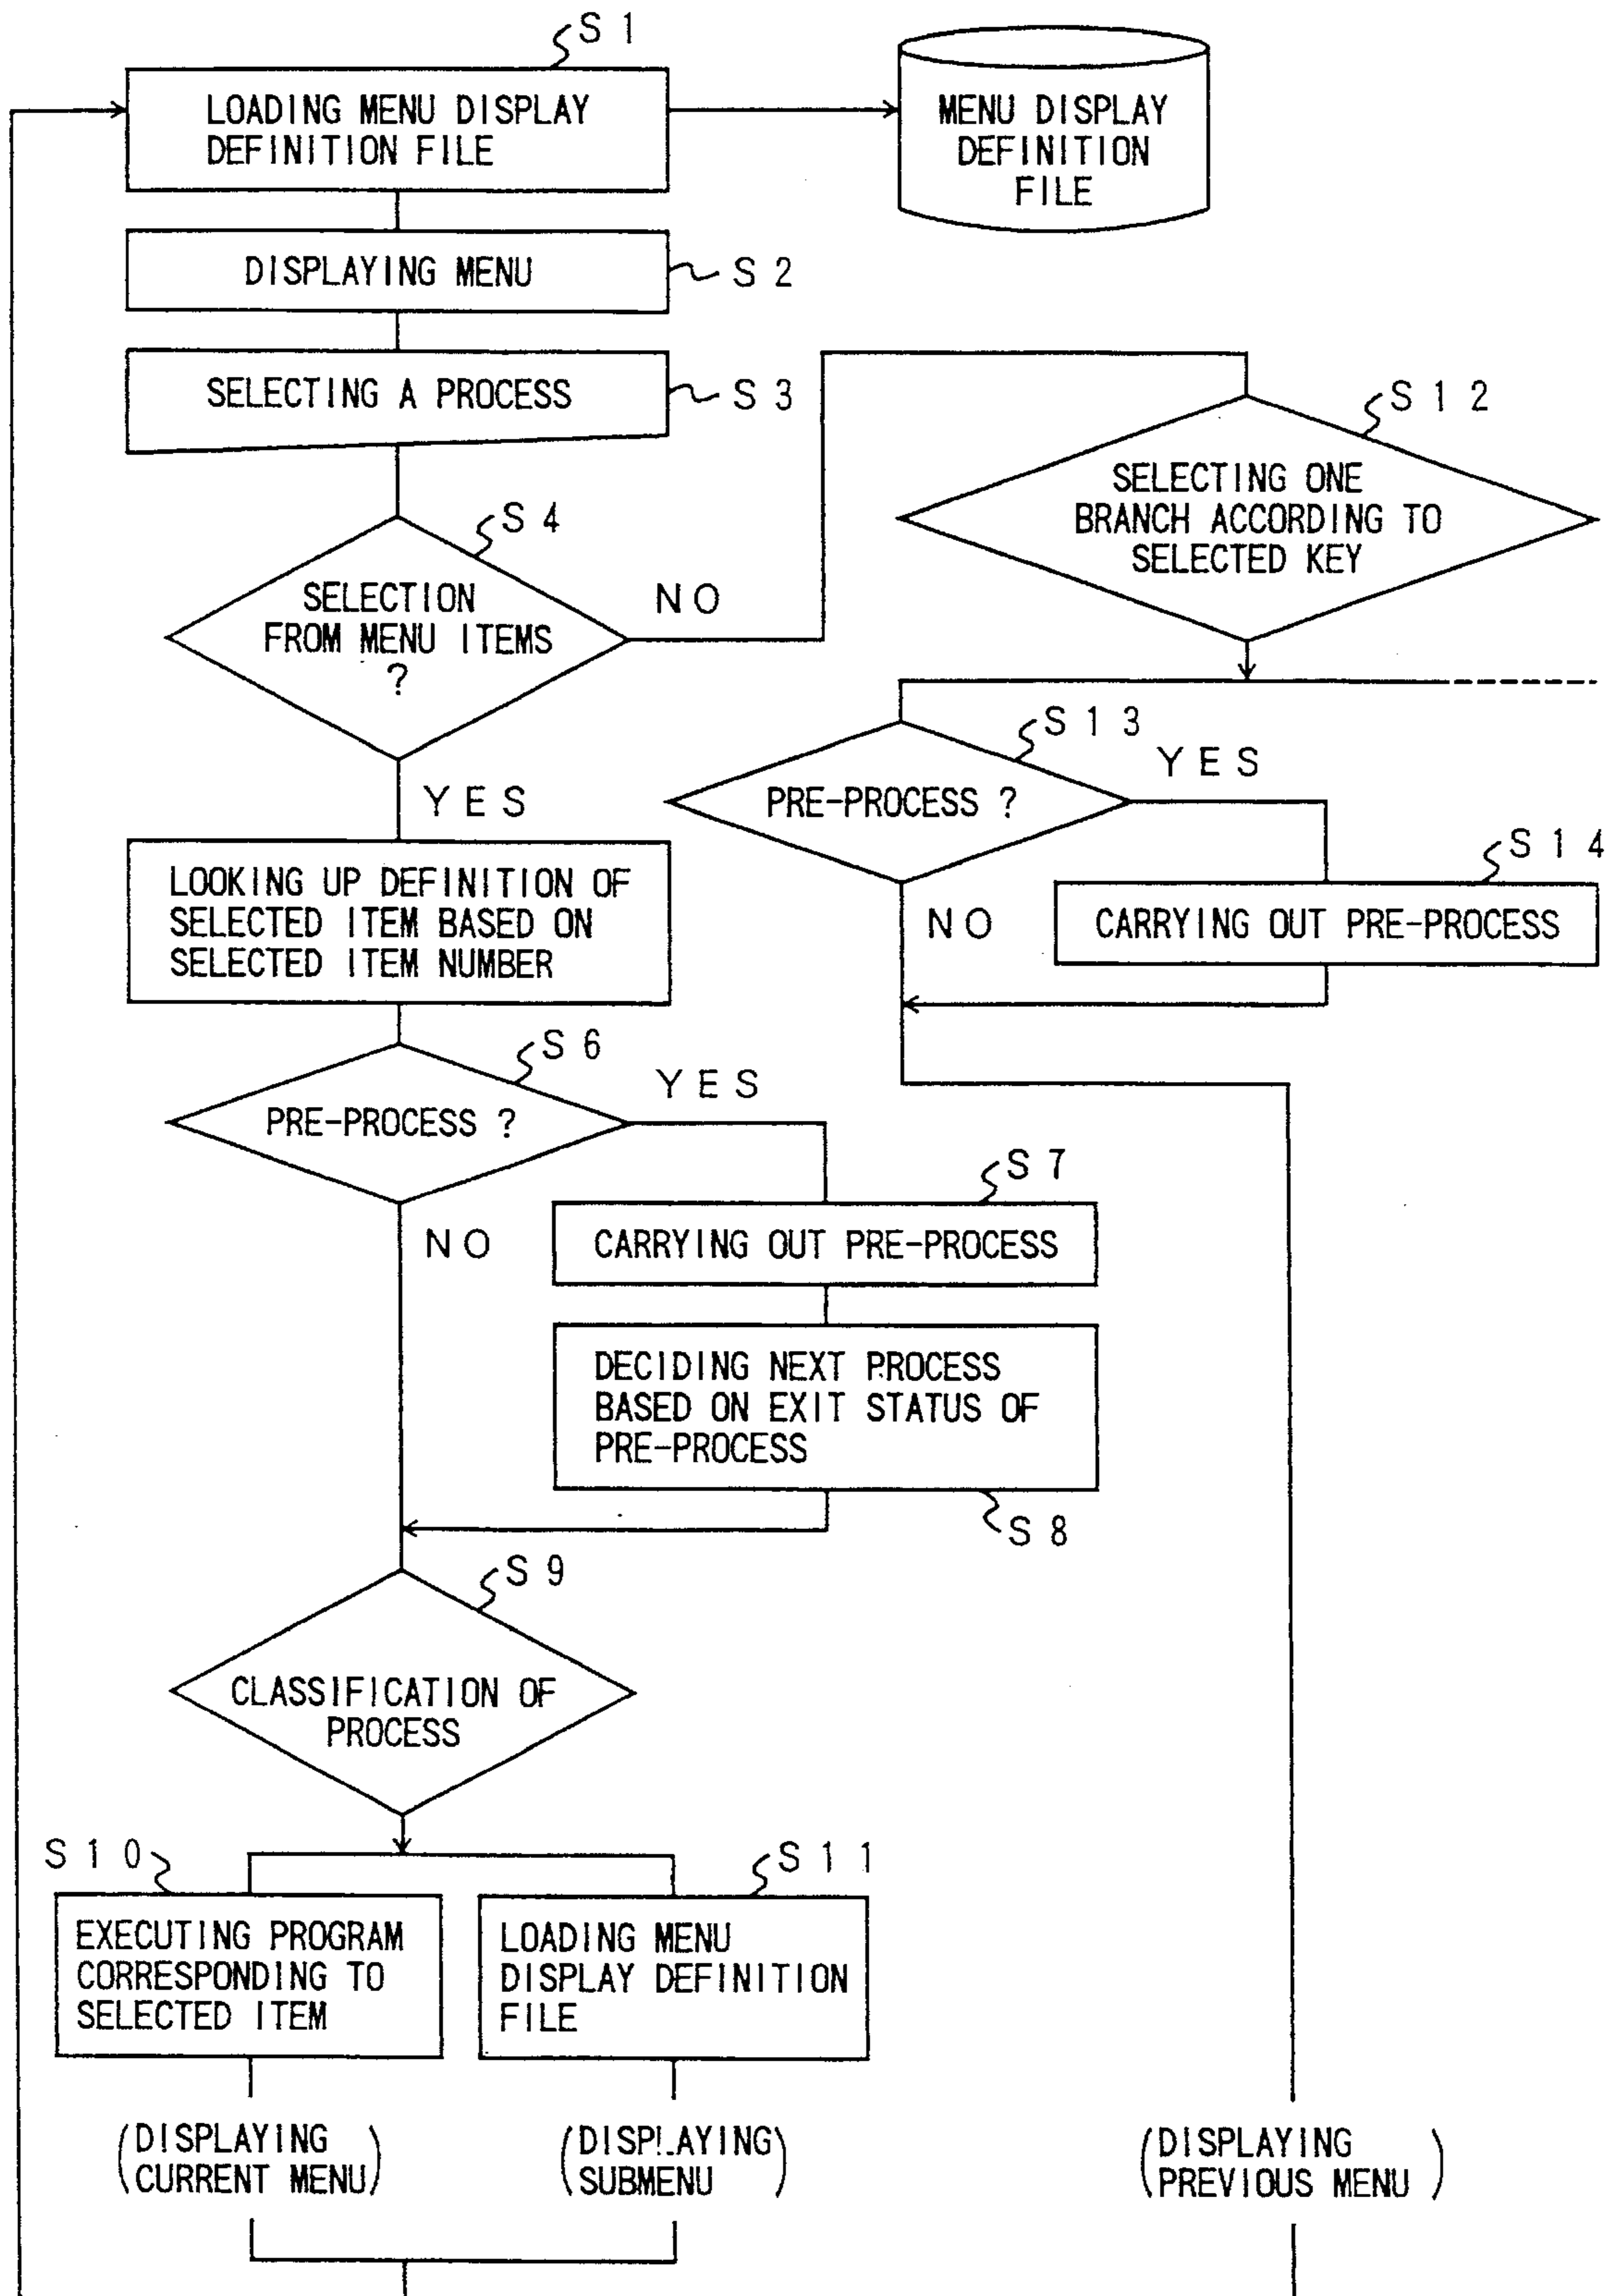 S1
LOADING MENU DISPLAY
DEFINITION FILE
MENU DISPLAY
DEFINITION
FILE
DISPLAYING MENU
S2
SELECTING A PROCESS
S3
S12
SELECTING ONE
BRANCH ACCORDING TO
SELECTED KEY
S4
SELECTION
FROM MENU ITEMS
?
NO
YES
S13
PRE-PROCESS ?
YES
NO
S14
CARRYING OUT PRE-PROCESS
LOOKING UP DEFINITION OF
SELECTED ITEM BASED ON
SELECTED ITEM NUMBER
S6
PRE-PROCESS ?
YES
NO
S7
CARRYING OUT PRE-PROCESS
DECIDING NEXT PROCESS
BASED ON EXIT STATUS OF
PRE-PROCESS
S8
S9
CLASSIFICATION OF
PROCESS
S10
EXECUTING PROGRAM
CORRESPONDING TO
SELECTED ITEM
S11
LOADING MENU
DISPLAY DEFINITION
FILE
(DISPLAYING
CURRENT MENU)
(DISPLAYING
SUBMENU)
(DISPLAYING
PREVIOUS MENU)